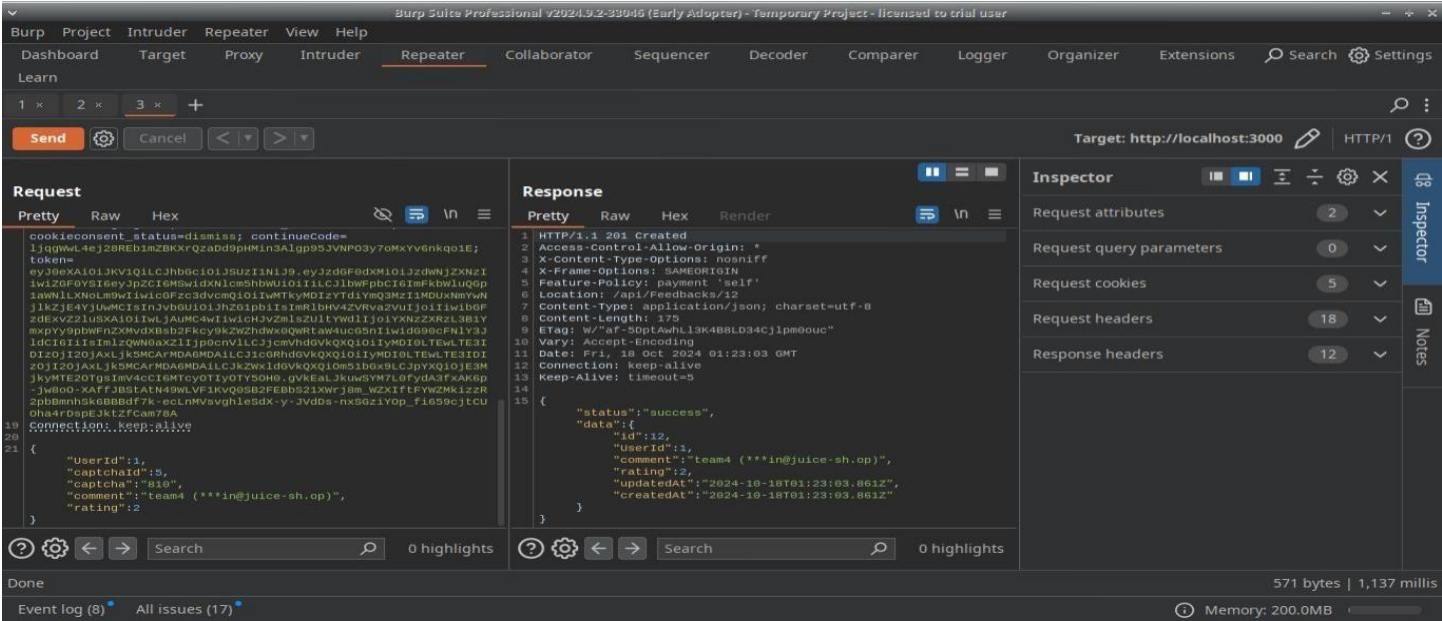 Burp Suite Professional v2024.9.2-33046 (Early Adopter) - Temporary Project - licensed to trial user
Burp Project Intruder Repeater View Help
Dashboard Target Proxy Intruder Repeater Collaborator Sequencer Decoder Comparer Logger Organizer Extensions Search Settings
Learn
1 × 2 × 3 × +
Send Cancel < > Target: http://localhost:3000 HTTP/1
Request
Pretty Raw Hex \n
cookieconsent_status=dismiss; continueCode=
token=
19 Connection: keep-alive
20
21 {
"UserId":1,
"captchaId":5,
"captcha":"810",
"comment":"team4 (***in@juice-sh.op)",
"rating":2
}
Search 0 highlights
Response
Pretty Raw Hex Render \n
1 HTTP/1.1 201 Created
2 Access-Control-Allow-Origin: *
3 X-Content-Type-Options: nosniff
4 X-Frame-Options: SAMEORIGIN
5 Feature-Policy: payment 'self'
6 Location: /api/Feedbacks/12
7 Content-Type: application/json; charset=utf-8
8 Content-Length: 175
9 ETag: W/"af-5DptAwhLl3K4B8LD34Cjlpm0ouc"
10 Vary: Accept-Encoding
11 Date: Fri, 18 Oct 2024 01:23:03 GMT
12 Connection: keep-alive
13 Keep-Alive: timeout=5
14
15 {
"status":"success",
"data":{
"id":12,
"UserId":1,
"comment":"team4 (***in@juice-sh.op)",
"rating":2,
"updatedAt":"2024-10-18T01:23:03.861Z",
"createdAt":"2024-10-18T01:23:03.861Z"
}
}
Search 0 highlights
Inspector
Request attributes 2
Request query parameters 0
Request cookies 5
Request headers 18
Response headers 12
Inspector
Notes
Done 571 bytes | 1,137 millis
Event log (8) All issues (17) Memory: 200.0MB